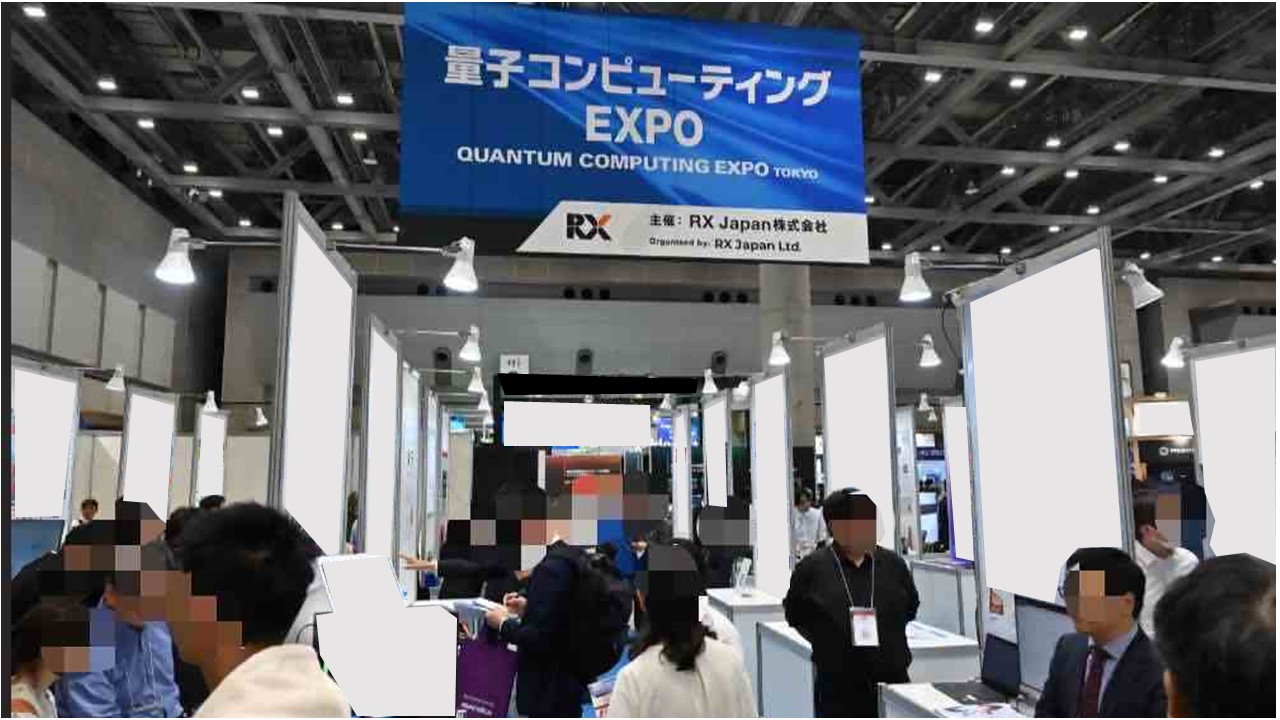 量子コンピューティング
EXPO
QUANTUM COMPUTING EXPO TOKYO
RX 主催：RX Japan株式会社
Organised by: RX Japan Ltd.